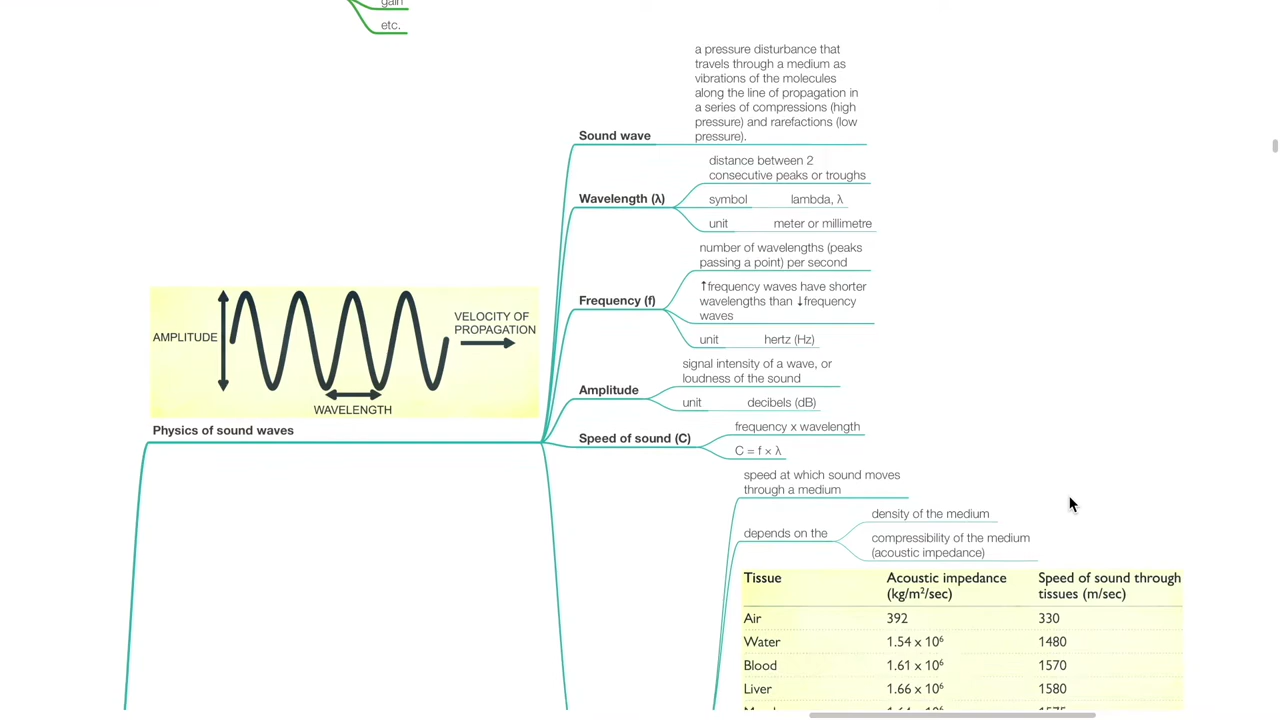 gain
etc.
a pressure disturbance that
travels through a medium as
vibrations of the molecules
along the line of propagation in
a series of compressions (high
pressure) and rarefactions (low
pressure).
Sound wave
distance between 2
consecutive peaks or troughs
Wavelength (λ)
symbol lambda, λ
unit meter or millimetre
number of wavelengths (peaks
passing a point) per second
Frequency (f)
↑frequency waves have shorter
wavelengths than ↓frequency
waves
unit hertz (Hz)
AMPLITUDE
VELOCITY OF
PROPAGATION
WAVELENGTH
Physics of sound waves
signal intensity of a wave, or
loudness of the sound
Amplitude
unit decibels (dB)
Speed of sound (C)
frequency x wavelength
C = f × λ
speed at which sound moves
through a medium
depends on the
density of the medium
compressibility of the medium
(acoustic impedance)
Tissue Acoustic impedance (kg/m²/sec) Speed of sound through tissues (m/sec)
Air 392 330
Water 1.54 x 10⁶ 1480
Blood 1.61 x 10⁶ 1570
Liver 1.66 x 10⁶ 1580